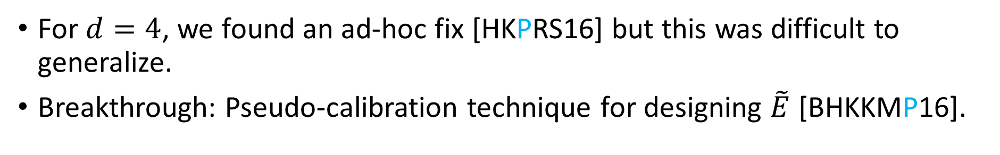 • For 𝑑 = 4, we found an ad-hoc fix [HKPRS16] but this was difficult to
generalize.
• Breakthrough: Pseudo-calibration technique for designing 𝐸̃ [BHKKMP16].